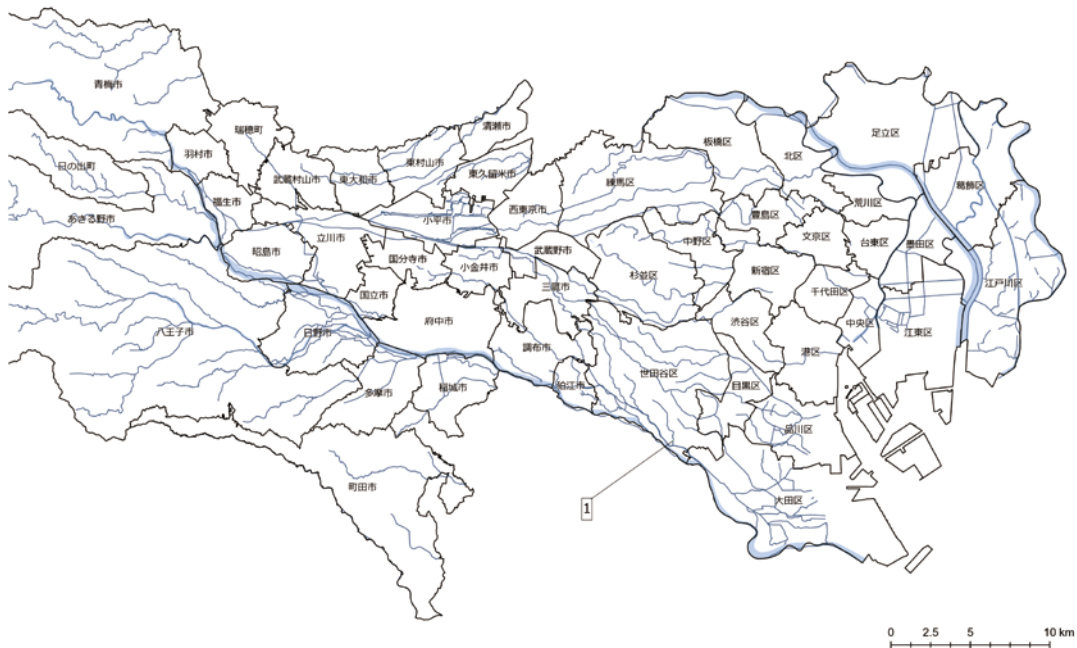 青梅市
瑞穂町
羽村市
日の出町
福生市
あきる野市
武蔵村山市
東大和市
東村山市
清瀬市
東久留米市
小平市
西東京市
昭島市
立川市
国分寺市
小金井市
武蔵野市
三鷹市
国立市
府中市
調布市
狛江市
八王子市
日野市
多摩市
稲城市
町田市
板橋区
北区
足立区
葛飾区
練馬区
豊島区
荒川区
文京区
台東区
墨田区
江戸川区
中野区
杉並区
新宿区
千代田区
中央区
江東区
渋谷区
港区
世田谷区
目黒区
品川区
大田区
1
0 2.5 5 10 km